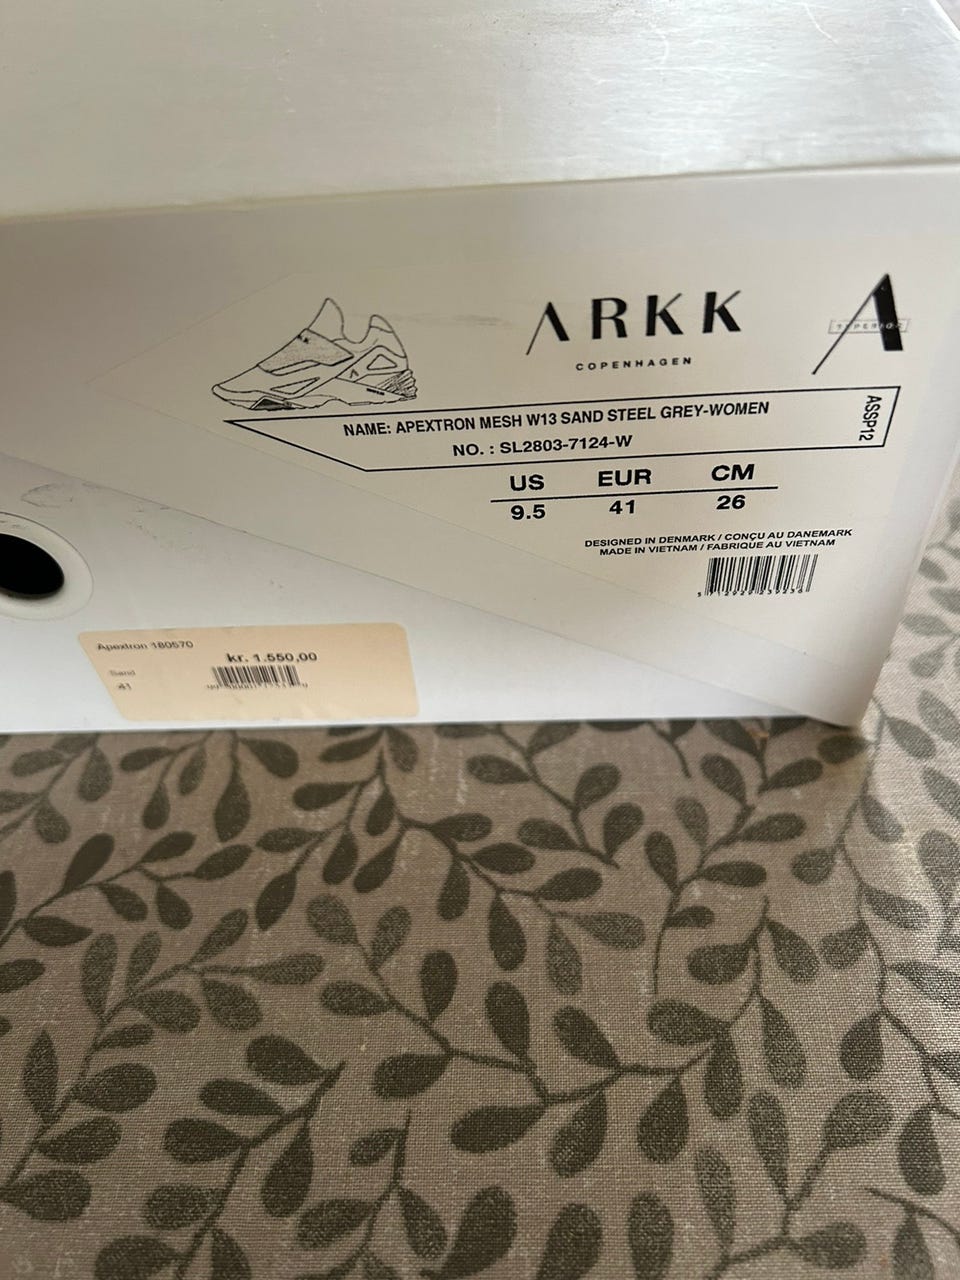 ARKK
COPENHAGEN
NAME: APEXTRON MESH W13 SAND STEEL GREY-WOMEN
NO. : SL2803-7124-W
ASSP12
US EUR CM
9.5 41 26
DESIGNED IN DENMARK / CONÇU AU DANEMARK
MADE IN VIETNAM / FABRIQUE AU VIETNAM
Apextron 180570
kr. 1.550,00
Sand
41